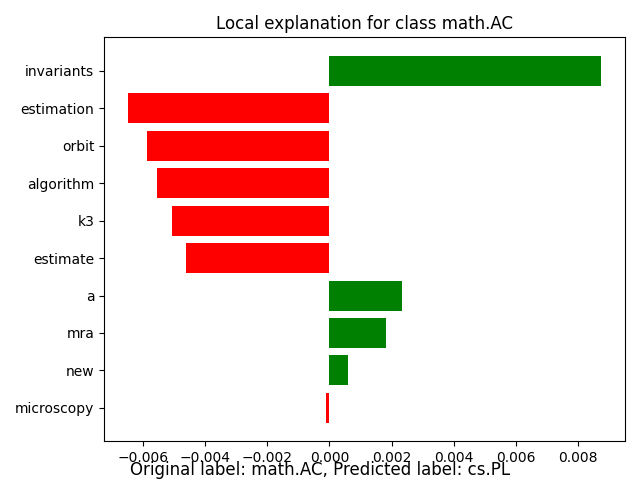 Local explanation for class math.AC
invariants
estimation
orbit
algorithm
k3
estimate
a
mra
new
microscopy
−0.006 −0.004 −0.002 0.000 0.002 0.004 0.006 0.008
Original label: math.AC, Predicted label: cs.PL